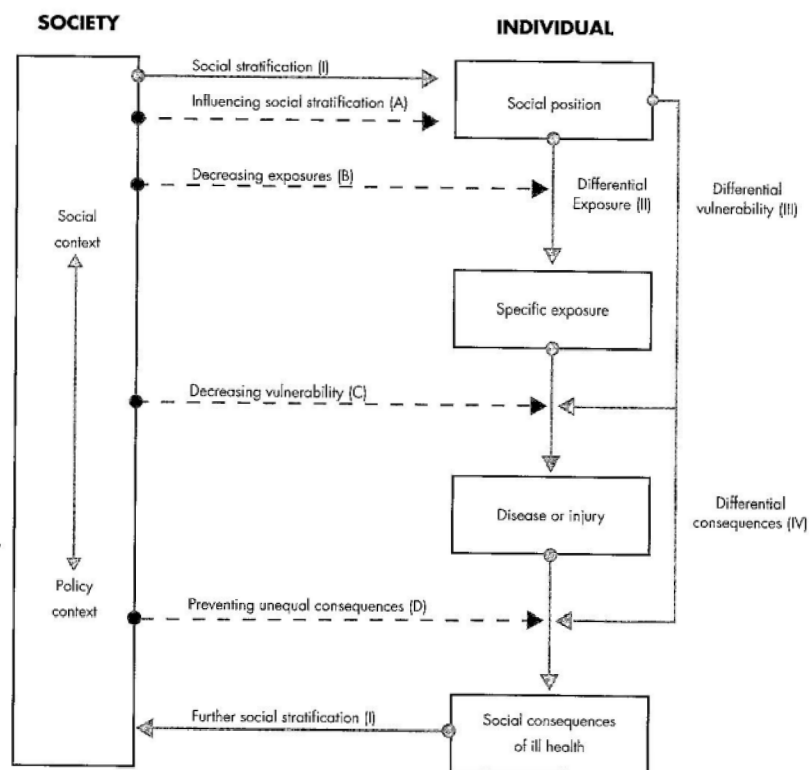 SOCIETY
INDIVIDUAL
Social stratification (I)
Influencing social stratification (A)
Social position
Decreasing exposures (B)
Differential
Exposure (II)
Differential
vulnerability (III)
Social
context
Specific exposure
Decreasing vulnerability (C)
Disease or injury
Differential
consequences (IV)
Policy
context
Preventing unequal consequences (D)
Further social stratification (I)
Social consequences
of ill health